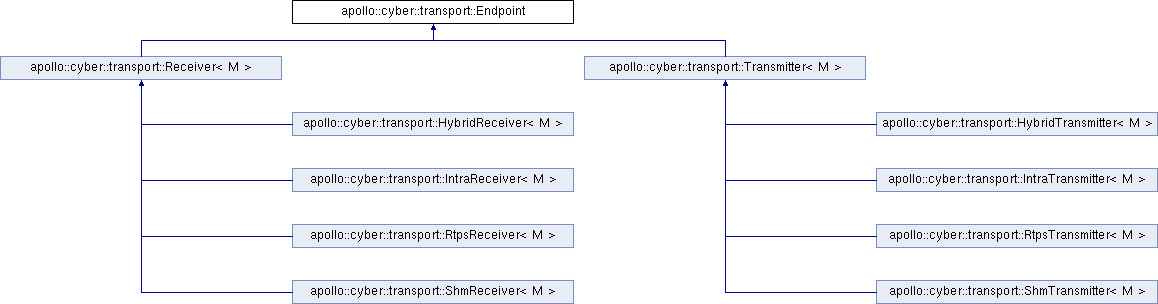 apollo::cyber::transport::Endpoint
apollo::cyber::transport::Receiver< M >
apollo::cyber::transport::Transmitter< M >
apollo::cyber::transport::HybridReceiver< M >
apollo::cyber::transport::HybridTransmitter< M >
apollo::cyber::transport::IntraReceiver< M >
apollo::cyber::transport::IntraTransmitter< M >
apollo::cyber::transport::RtpsReceiver< M >
apollo::cyber::transport::RtpsTransmitter< M >
apollo::cyber::transport::ShmReceiver< M >
apollo::cyber::transport::ShmTransmitter< M >